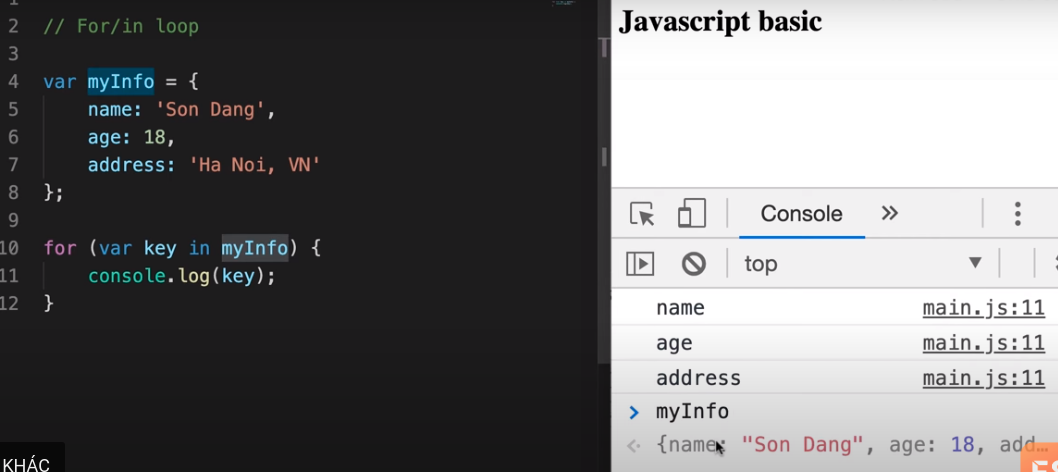 2 // For/in loop
3
4 var myInfo = {
5 name: 'Son Dang',
6 age: 18,
7 address: 'Ha Noi, VN'
8 };
9
10 for (var key in myInfo) {
11 console.log(key);
12 }
KHÁC
Javascript basic
Console »
top ▼
name main.js:11
age main.js:11
address main.js:11
> myInfo
<· {name: "Son Dang", age: 18, add…